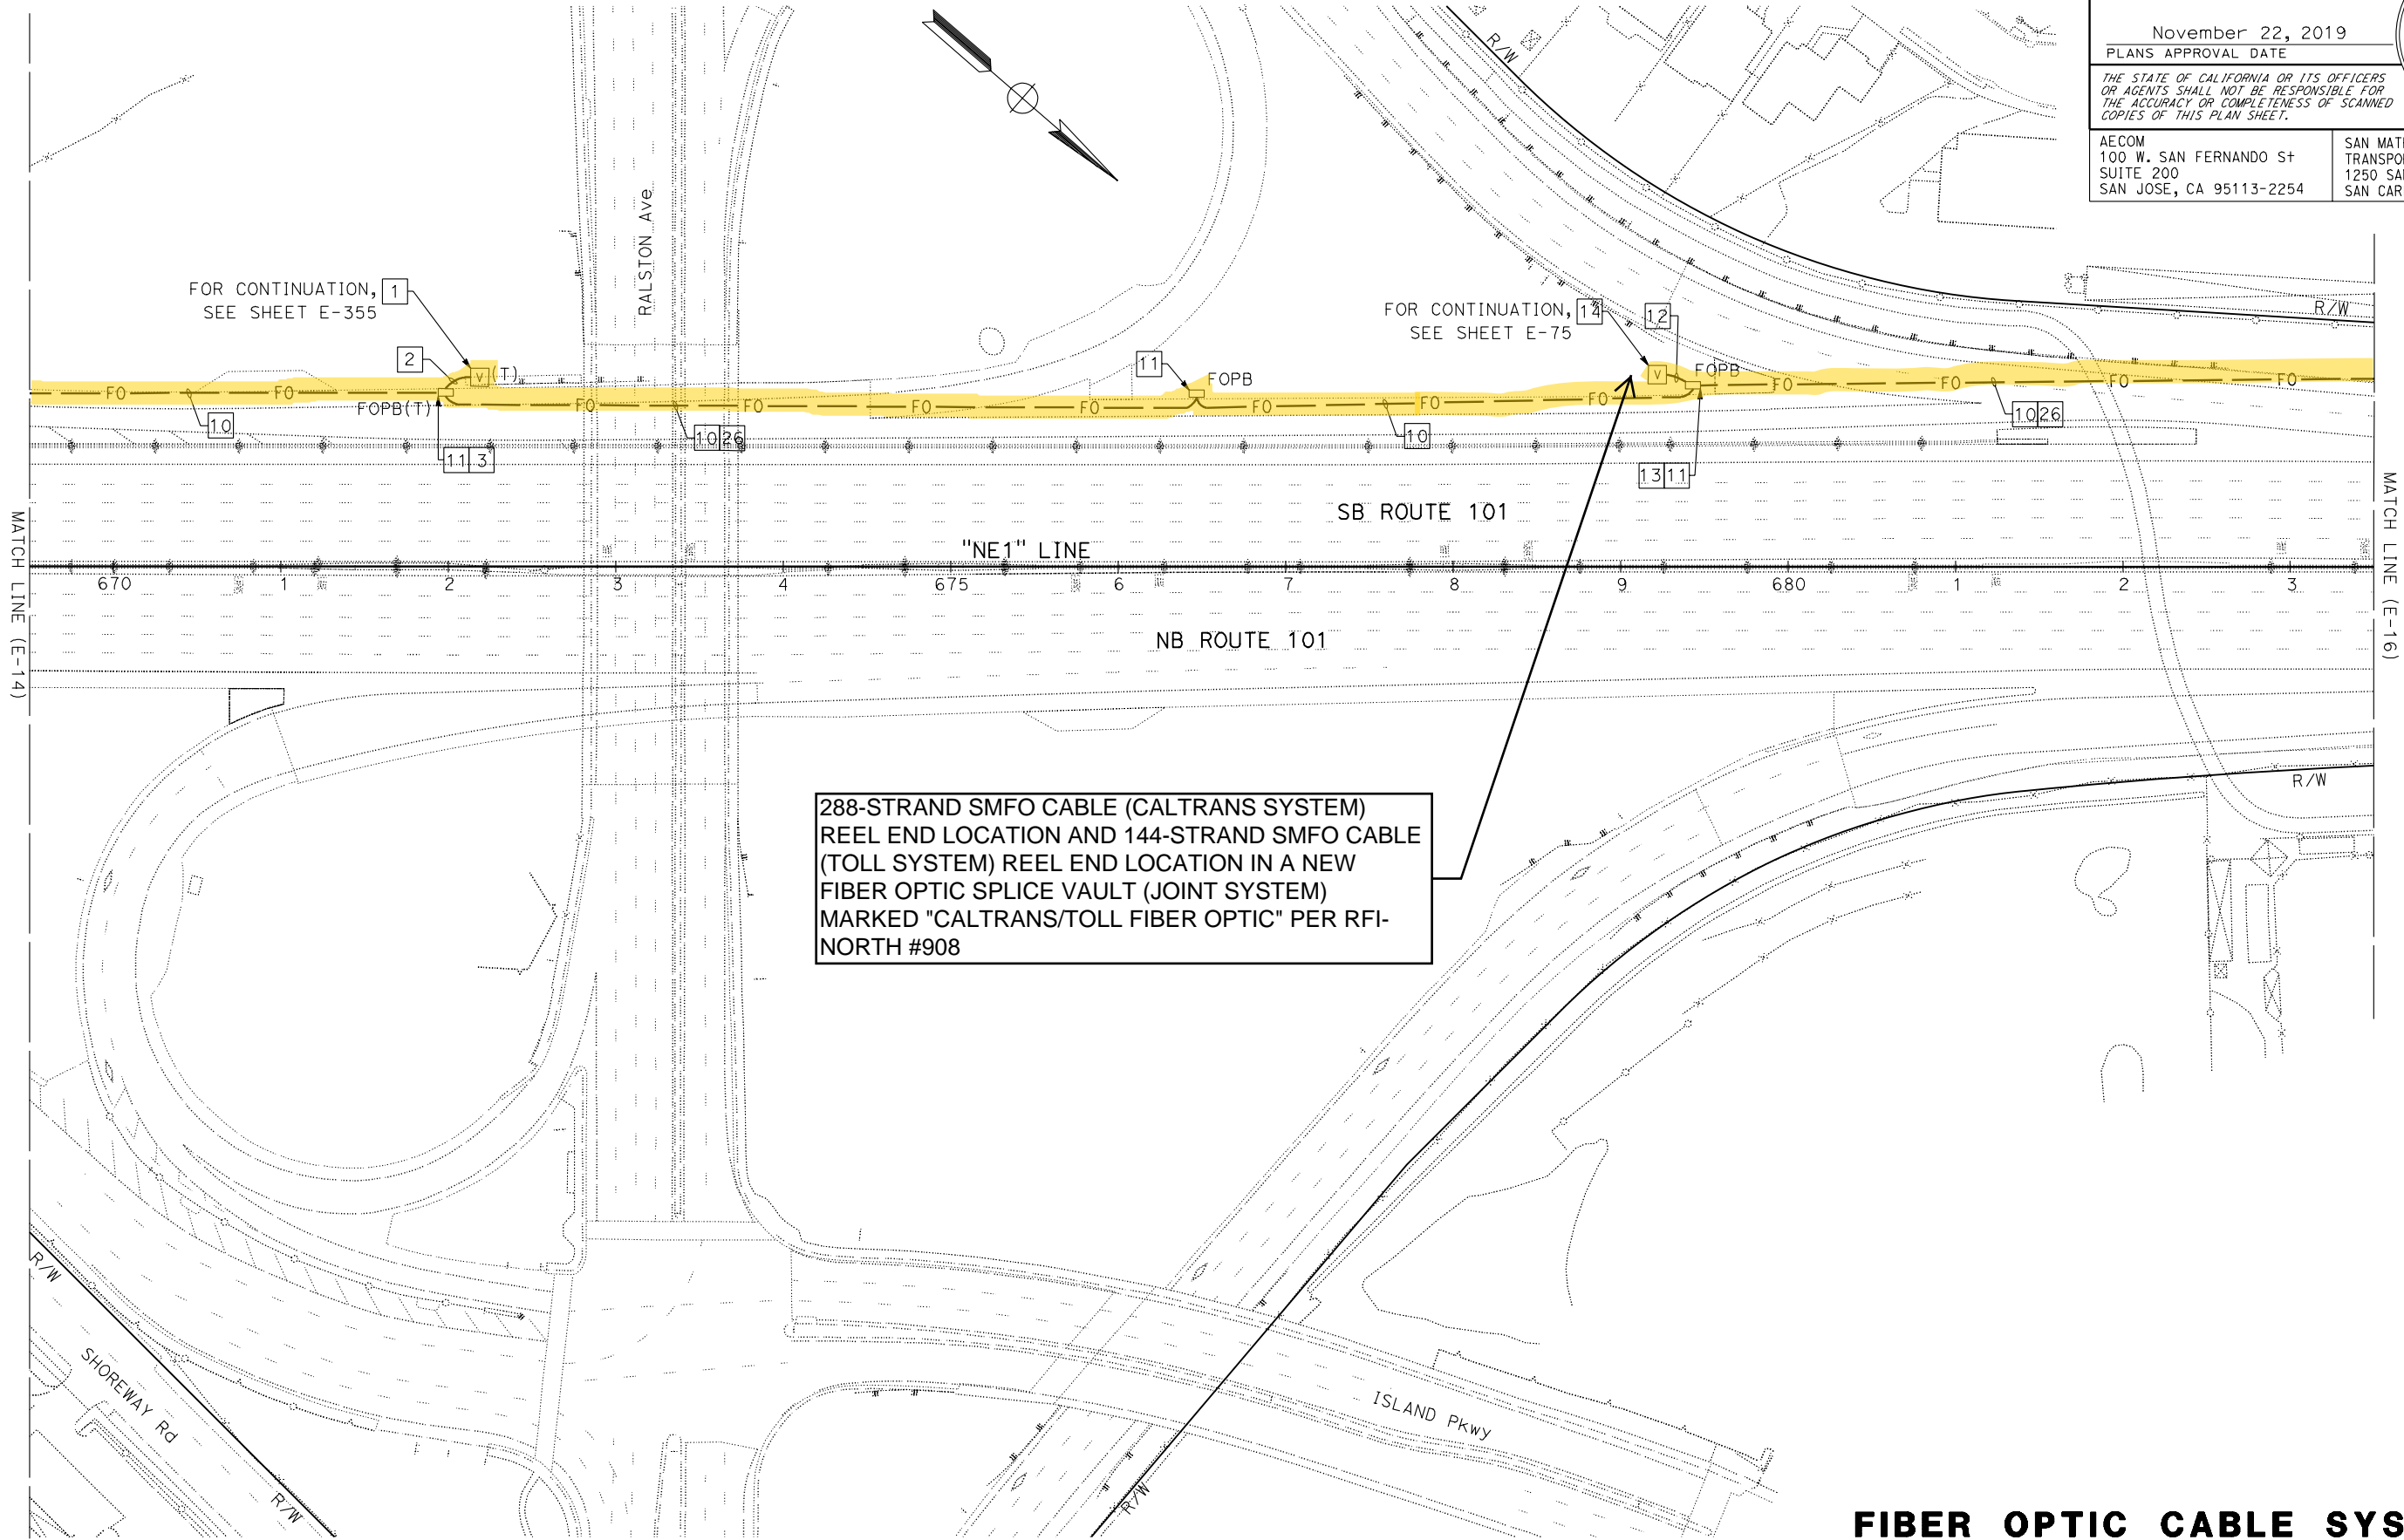 November 22, 2019
PLANS APPROVAL DATE
THE STATE OF CALIFORNIA OR ITS OFFICERS
OR AGENTS SHALL NOT BE RESPONSIBLE FOR
THE ACCURACY OR COMPLETENESS OF SCANNED
COPIES OF THIS PLAN SHEET.
AECOM
100 W. SAN FERNANDO St
SUITE 200
SAN JOSE, CA 95113-2254
SAN
TRANSPO
1250 SA
SAN CAR
R/W
RALSTON Ave
FOR CONTINUATION, 1
SEE SHEET E-355
FOR CONTINUATION, 14
SEE SHEET E-75
12
R/W
2
V (T)
11
FOPB
V
FOPB
FO FO FO FO FO FO FO FO FO FO FO FO FO
FOPB(T)
10
10 26
10
10 26
11 3
13 11
SB ROUTE 101
"NE1" LINE
670 1 2 3 4 675 6 7 8 9 680 1 2 3
NB ROUTE 101
MATCH LINE (E-14)
MATCH LINE (E-16)
R/W
288-STRAND SMFO CABLE (CALTRANS SYSTEM)
REEL END LOCATION AND 144-STRAND SMFO CABLE
(TOLL SYSTEM) REEL END LOCATION IN A NEW
FIBER OPTIC SPLICE VAULT (JOINT SYSTEM)
MARKED "CALTRANS/TOLL FIBER OPTIC" PER RFI-
NORTH #908
R/W
SHOREWAY Rd
R/W
ISLAND Pkwy
R/W
FIBER OPTIC CABLE SYS